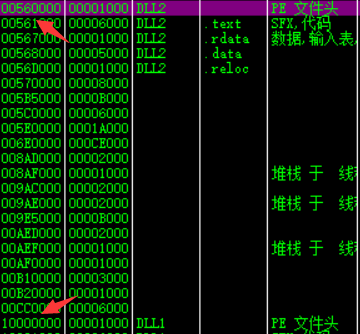 00560000 00001000 DLL2 PE 文件头
00561000 00006000 DLL2 .text SFX,代码
00567000 00001000 DLL2 .rdata 数据,输入表,
00568000 00005000 DLL2 .data
0056D000 00001000 DLL2 .reloc
00570000 00008000
005B5000 0000B000
005C0000 00006000
005E0000 0001A000
006E0000 000CE000
008AD000 00002000
008AF000 00001000 堆栈 于 线
009AC000 00002000
009AE000 00002000 堆栈 于 线
009E5000 0000B000
00AED000 00002000
00AEF000 00001000 堆栈 于 线
00AF0000 00001000
00B10000 00003000
00B20000 00001000
00CC0000 00006000
10000000 00001000 DLL1 PE 文件头